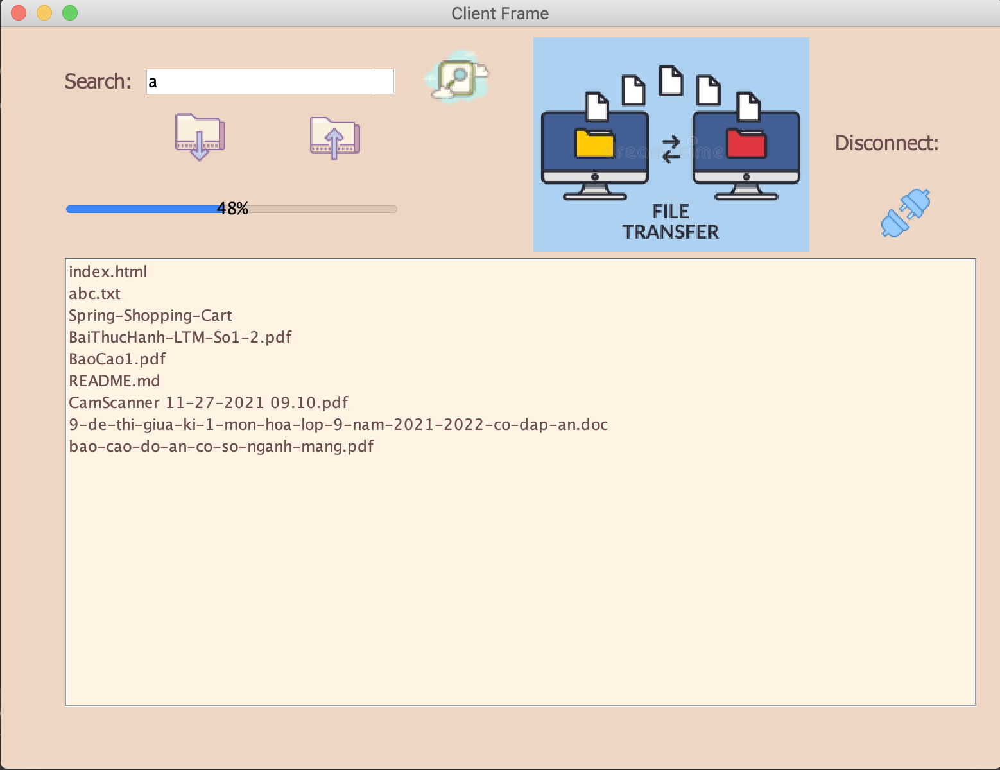 Client Frame
Search:
a
Disconnect:
48%
dreamstime
FILE
TRANSFER
index.html
abc.txt
Spring-Shopping-Cart
BaiThucHanh-LTM-So1-2.pdf
BaoCao1.pdf
README.md
CamScanner 11-27-2021 09.10.pdf
9-de-thi-giua-ki-1-mon-hoa-lop-9-nam-2021-2022-co-dap-an.doc
bao-cao-do-an-co-so-nganh-mang.pdf